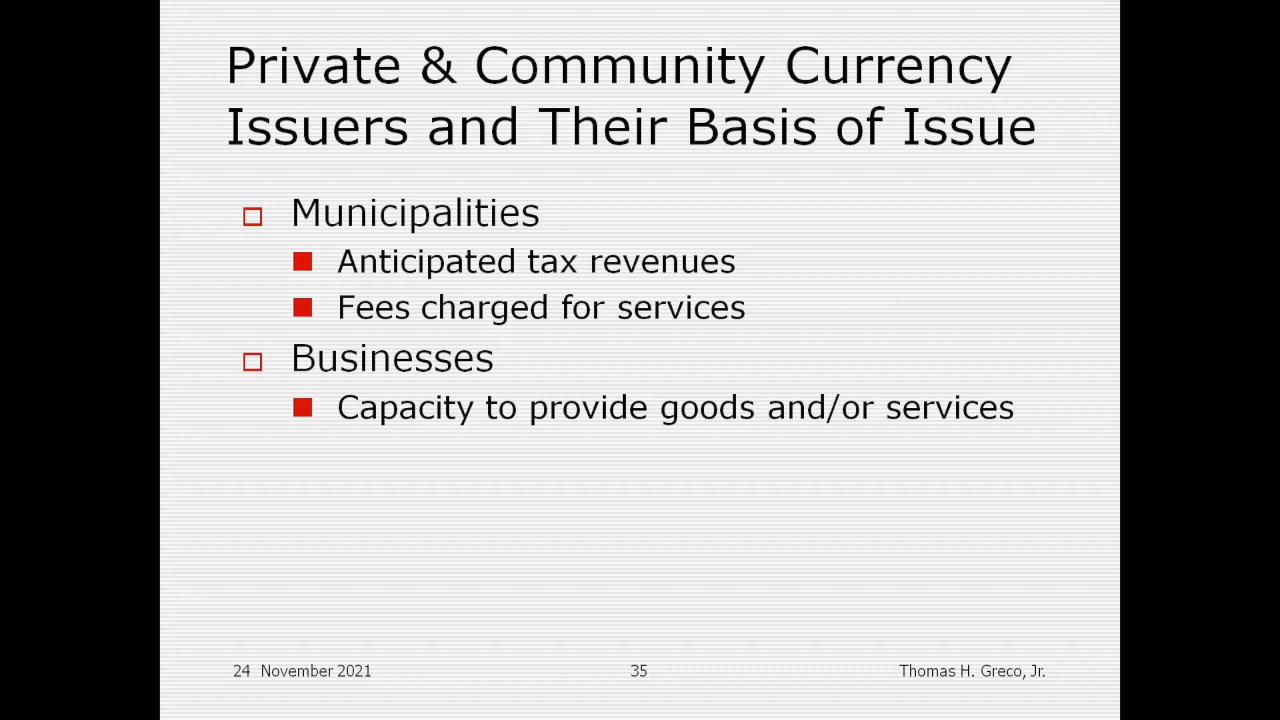 Private & Community Currency
Issuers and Their Basis of Issue
Municipalities
Anticipated tax revenues
Fees charged for services
Businesses
Capacity to provide goods and/or services
24 November 2021
35
Thomas H. Greco, Jr.